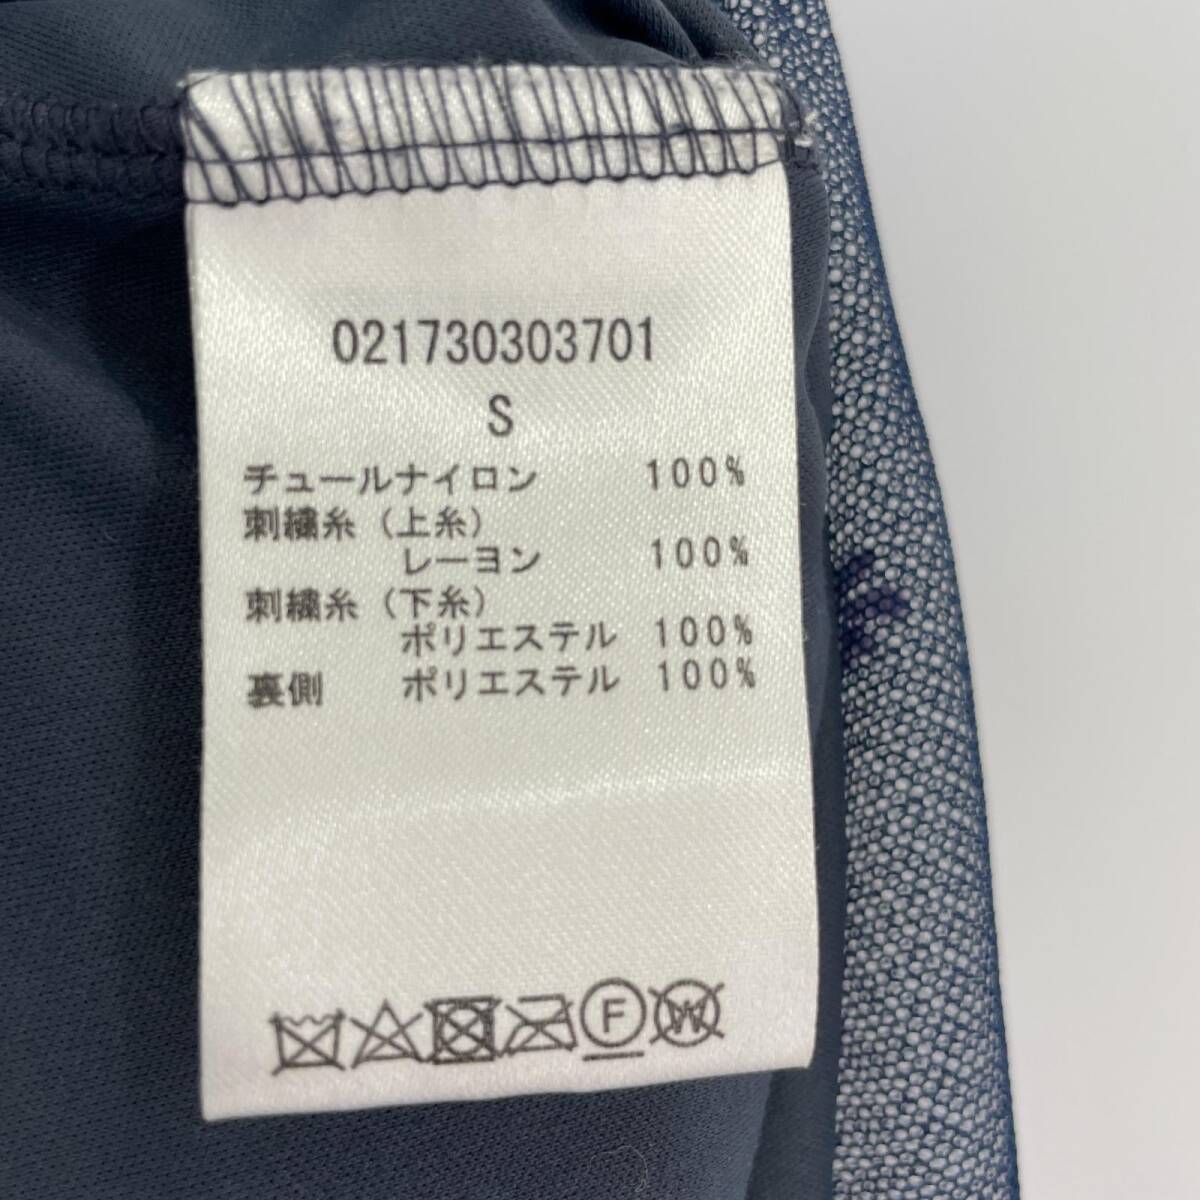 021730303701
S
チュールナイロン 100%
刺繍糸（上糸）
レーヨン 100%
刺繍糸（下糸）
ポリエステル 100%
裏側 ポリエステル 100%
F W